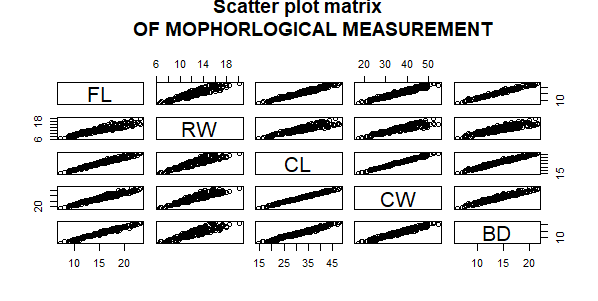 Scatter plot matrix
OF MOPHORLOGICAL MEASUREMENT
6 10 14 18
20 30 40 50
FL
10
6 18
RW
CL
15
20
CW
BD
10
10 15 20
15 25 35 45
10 15 20